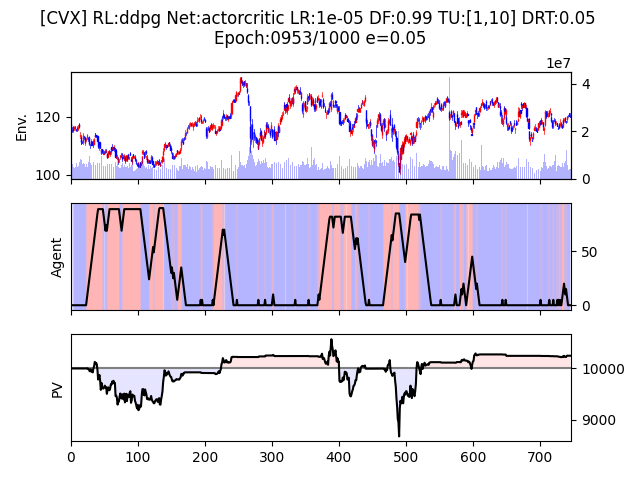 [CVX] RL:ddpg Net:actorcritic LR:1e-05 DF:0.99 TU:[1,10] DRT:0.05
Epoch:0953/1000 e=0.05
1e7
Env.
120
100
4
2
0
Agent
50
0
PV
10000
9000
0 100 200 300 400 500 600 700